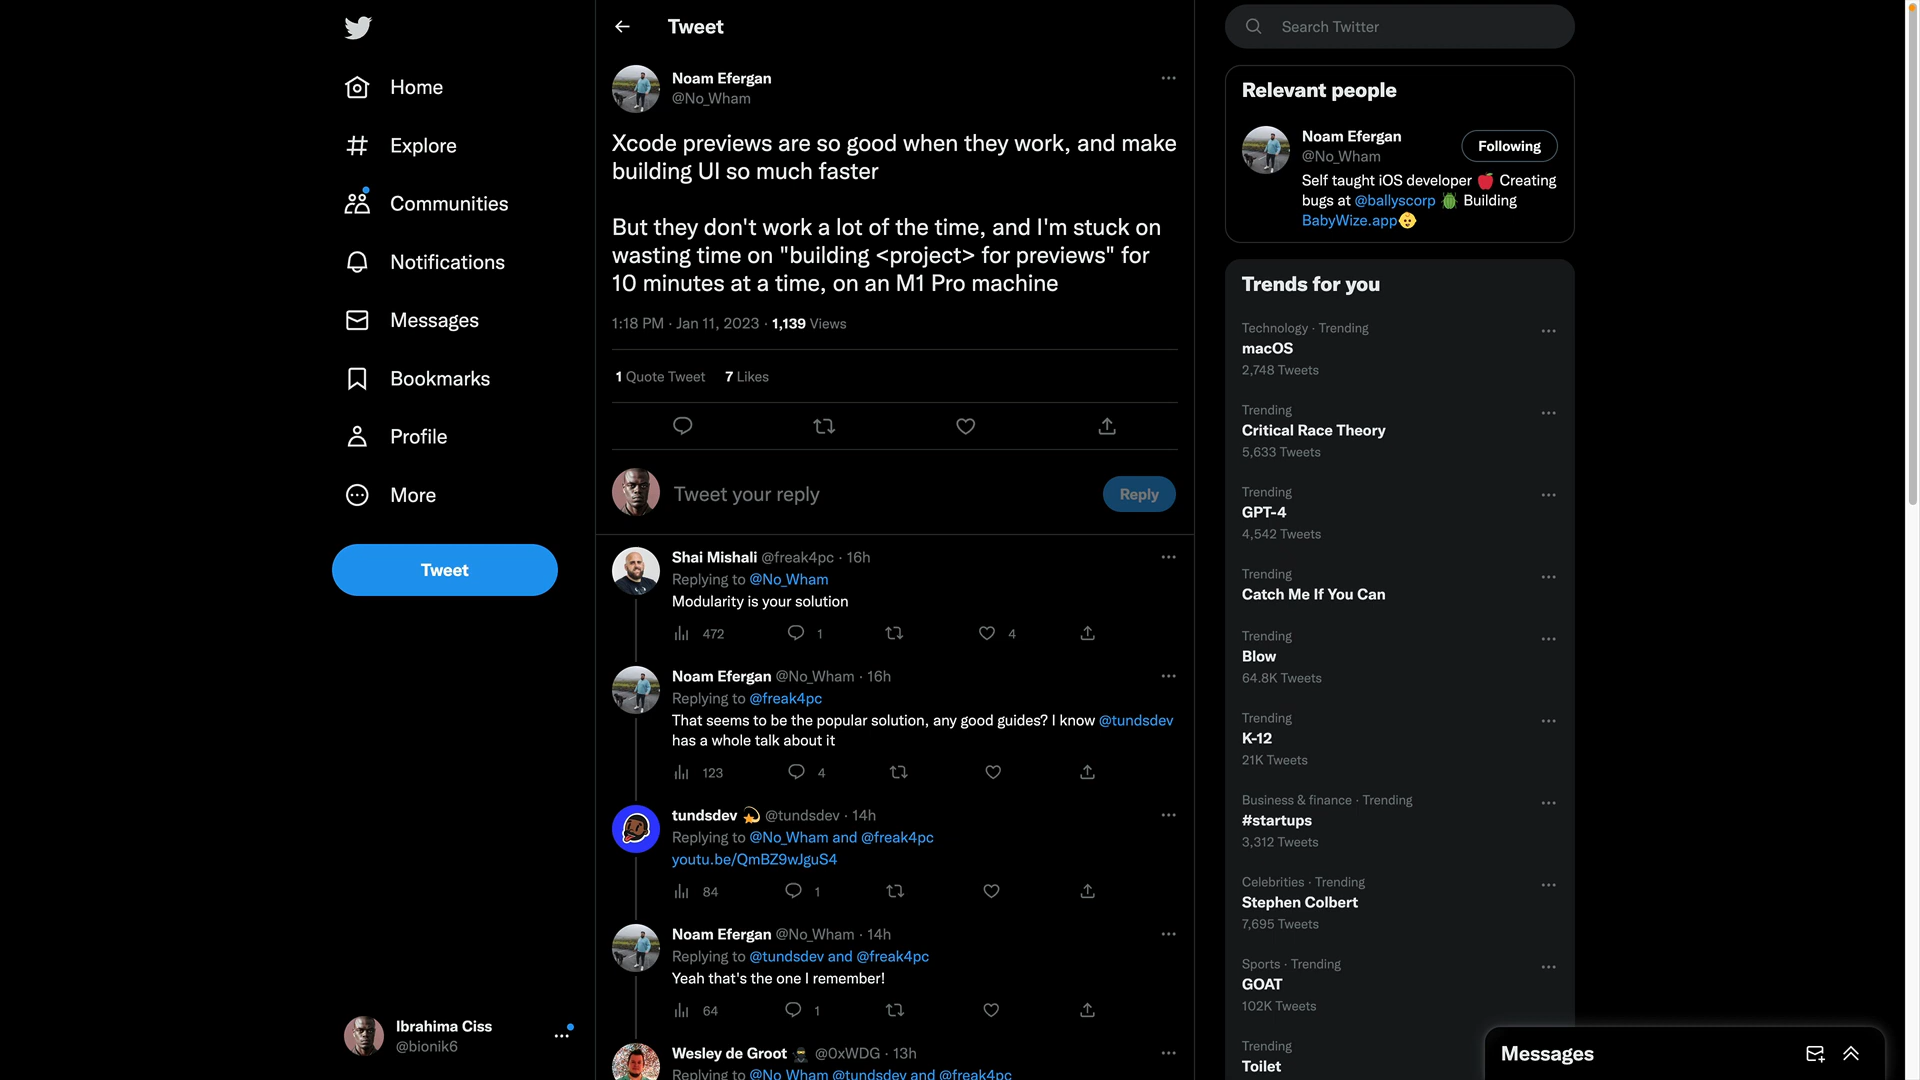 Home
Explore
Communities
Notifications
Messages
Bookmarks
Profile
More
Tweet
Ibrahima Ciss
@bionik6
Tweet
Noam Efergan
@No_Wham
Xcode previews are so good when they work, and make
building UI so much faster
But they don't work a lot of the time, and I'm stuck on
wasting time on "building <project> for previews" for
10 minutes at a time, on an M1 Pro machine
1:18 PM · Jan 11, 2023 · 1,139 Views
1 Quote Tweet 7 Likes
Tweet your reply
Reply
Shai Mishali @freak4pc · 16h
Replying to @No_Wham
Modularity is your solution
472 1 4
Noam Efergan @No_Wham · 16h
Replying to @freak4pc
That seems to be the popular solution, any good guides? I know @tundsdev
has a whole talk about it
123 4
tundsdev @tundsdev · 14h
Replying to @No_Wham and @freak4pc
youtu.be/QmBZ9wJguS4
84 1
Noam Efergan @No_Wham · 14h
Replying to @tundsdev and @freak4pc
Yeah that's the one I remember!
64 1
Wesley de Groot @0xWDG · 13h
Replying to @No_Wham @tundsdev and @freak4pc
Search Twitter
Relevant people
Noam Efergan
@No_Wham
Following
Self taught iOS developer 🍎 Creating
bugs at @ballyscorp 🪲 Building
BabyWize.app👶
Trends for you
Technology · Trending
macOS
2,748 Tweets
Trending
Critical Race Theory
5,633 Tweets
Trending
GPT-4
4,542 Tweets
Trending
Catch Me If You Can
Trending
Blow
64.8K Tweets
Trending
K-12
21K Tweets
Business & finance · Trending
#startups
3,312 Tweets
Celebrities · Trending
Stephen Colbert
7,695 Tweets
Sports · Trending
GOAT
102K Tweets
Trending
Toilet
Messages